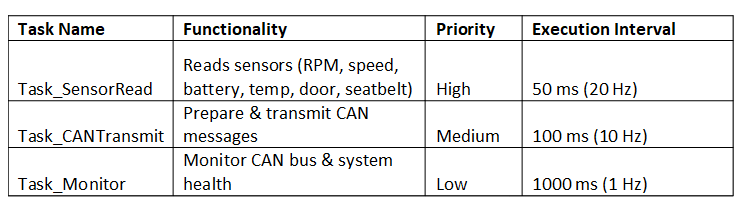 Task Name Functionality Priority Execution Interval
Reads sensors (RPM, speed,
Task_SensorRead battery, temp, door, seatbelt) High 50 ms (20 Hz)
Prepare & transmit CAN
Task_CANTransmit messages Medium 100 ms (10 Hz)
Monitor CAN bus & system
Task_Monitor health Low 1000 ms (1 Hz)